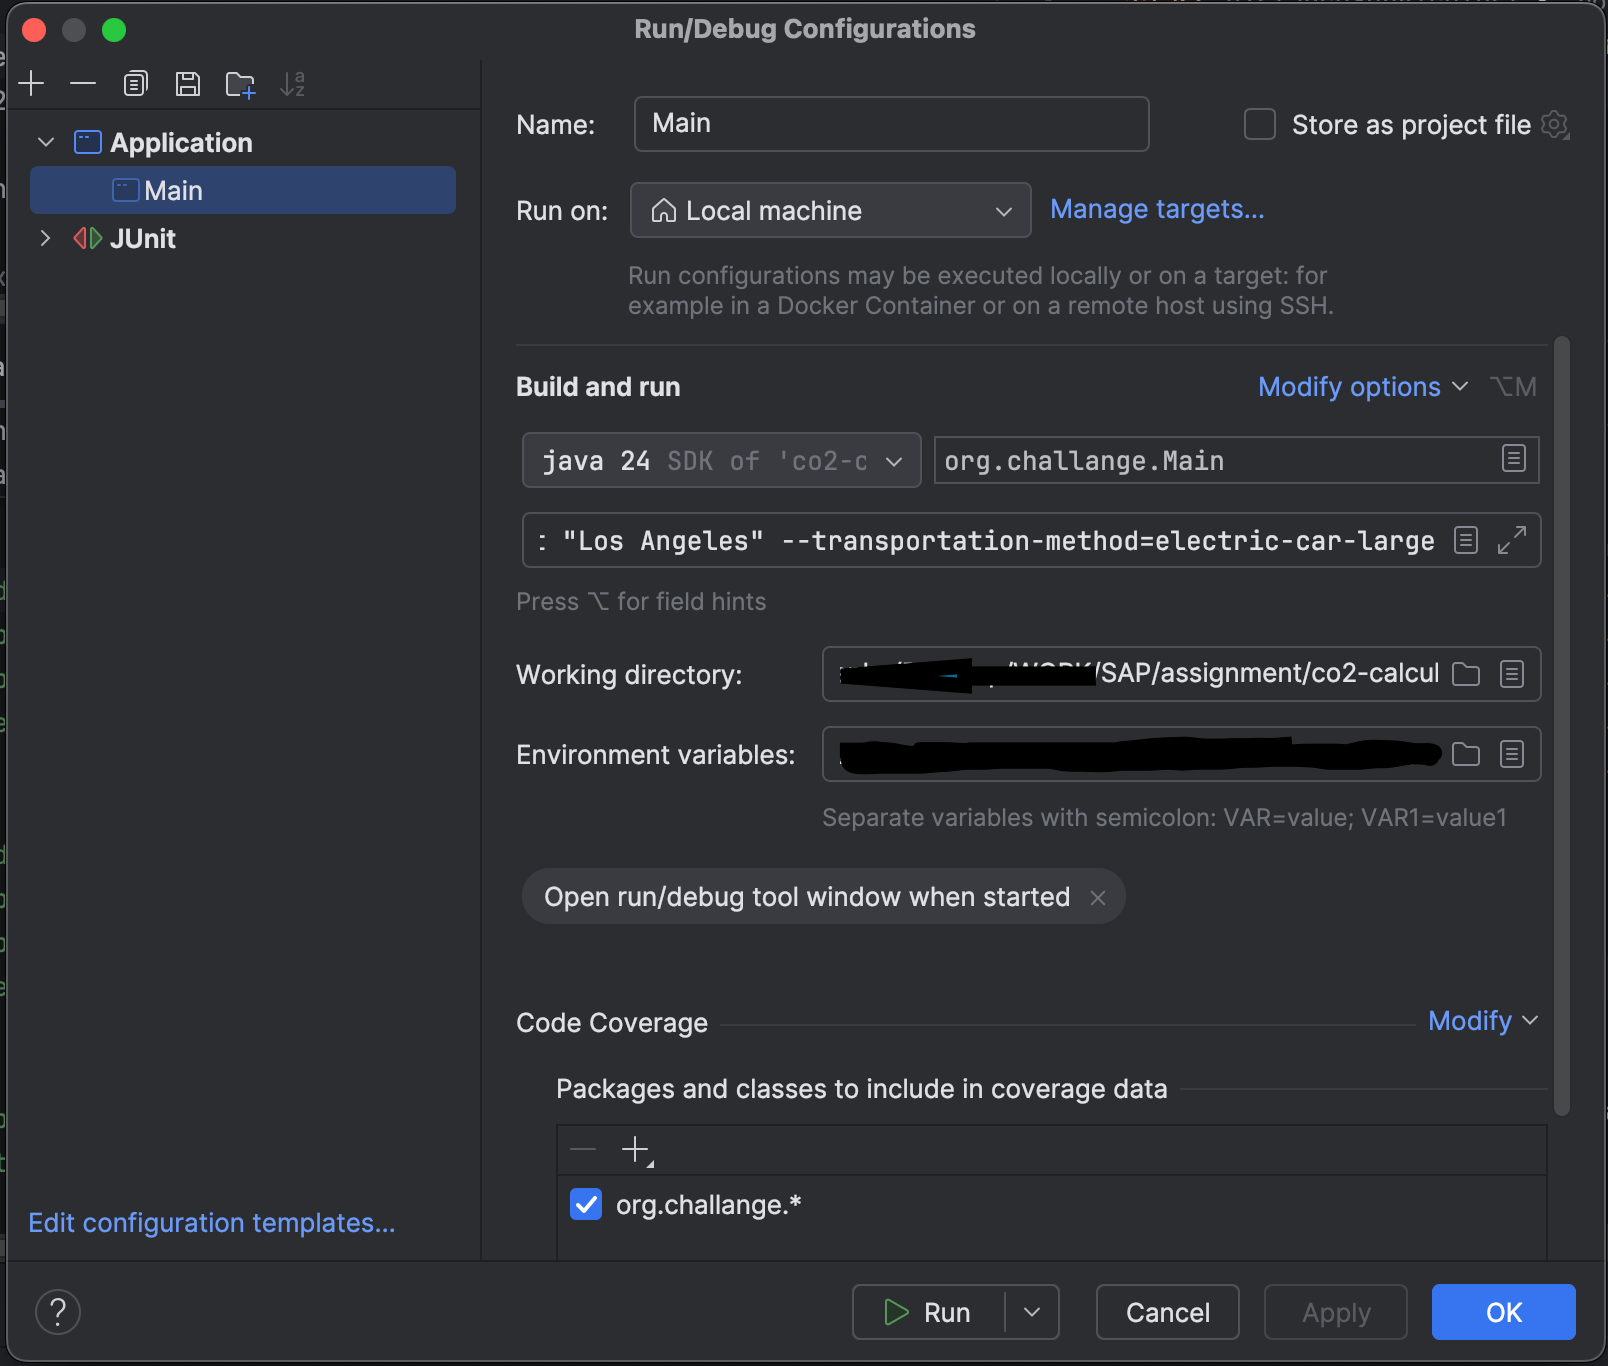 Run/Debug Configurations
Application
Main
JUnit
Edit configuration templates...
Name: Main
Store as project file
Run on: Local machine Manage targets...
Run configurations may be executed locally or on a target: for
example in a Docker Container or on a remote host using SSH.
Build and run
Modify options ⌥M
java 24 SDK of 'co2-c
org.challange.Main
: "Los Angeles" --transportation-method=electric-car-large
Press ⌥ for field hints
Working directory: /WORK/SAP/assignment/co2-calcul
Environment variables:
Separate variables with semicolon: VAR=value; VAR1=value1
Open run/debug tool window when started
Code Coverage
Modify
Packages and classes to include in coverage data
org.challange.*
?
Run
Cancel
Apply
OK